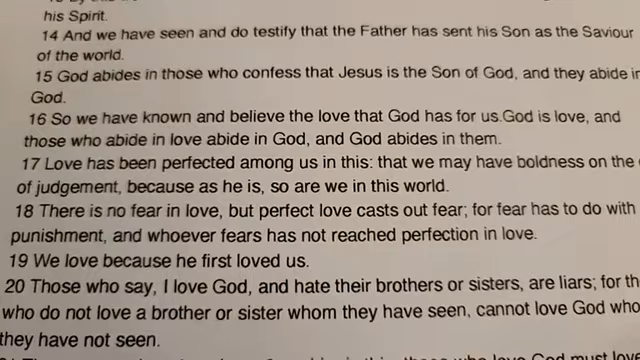 his Spirit.
14 And we have seen and do testify that the Father has sent his Son as the Saviour
of the world.
15 God abides in those who confess that Jesus is the Son of God, and they abide in
God.
16 So we have known and believe the love that God has for us.God is love, and
those who abide in love abide in God, and God abides in them.
17 Love has been perfected among us in this: that we may have boldness on the
of judgement, because as he is, so are we in this world.
18 There is no fear in love, but perfect love casts out fear; for fear has to do with
punishment, and whoever fears has not reached perfection in love.
19 We love because he first loved us.
20 Those who say, I love God, and hate their brothers or sisters, are liars; for th
who do not love a brother or sister whom they have seen, cannot love God who
they have not seen.
God must love